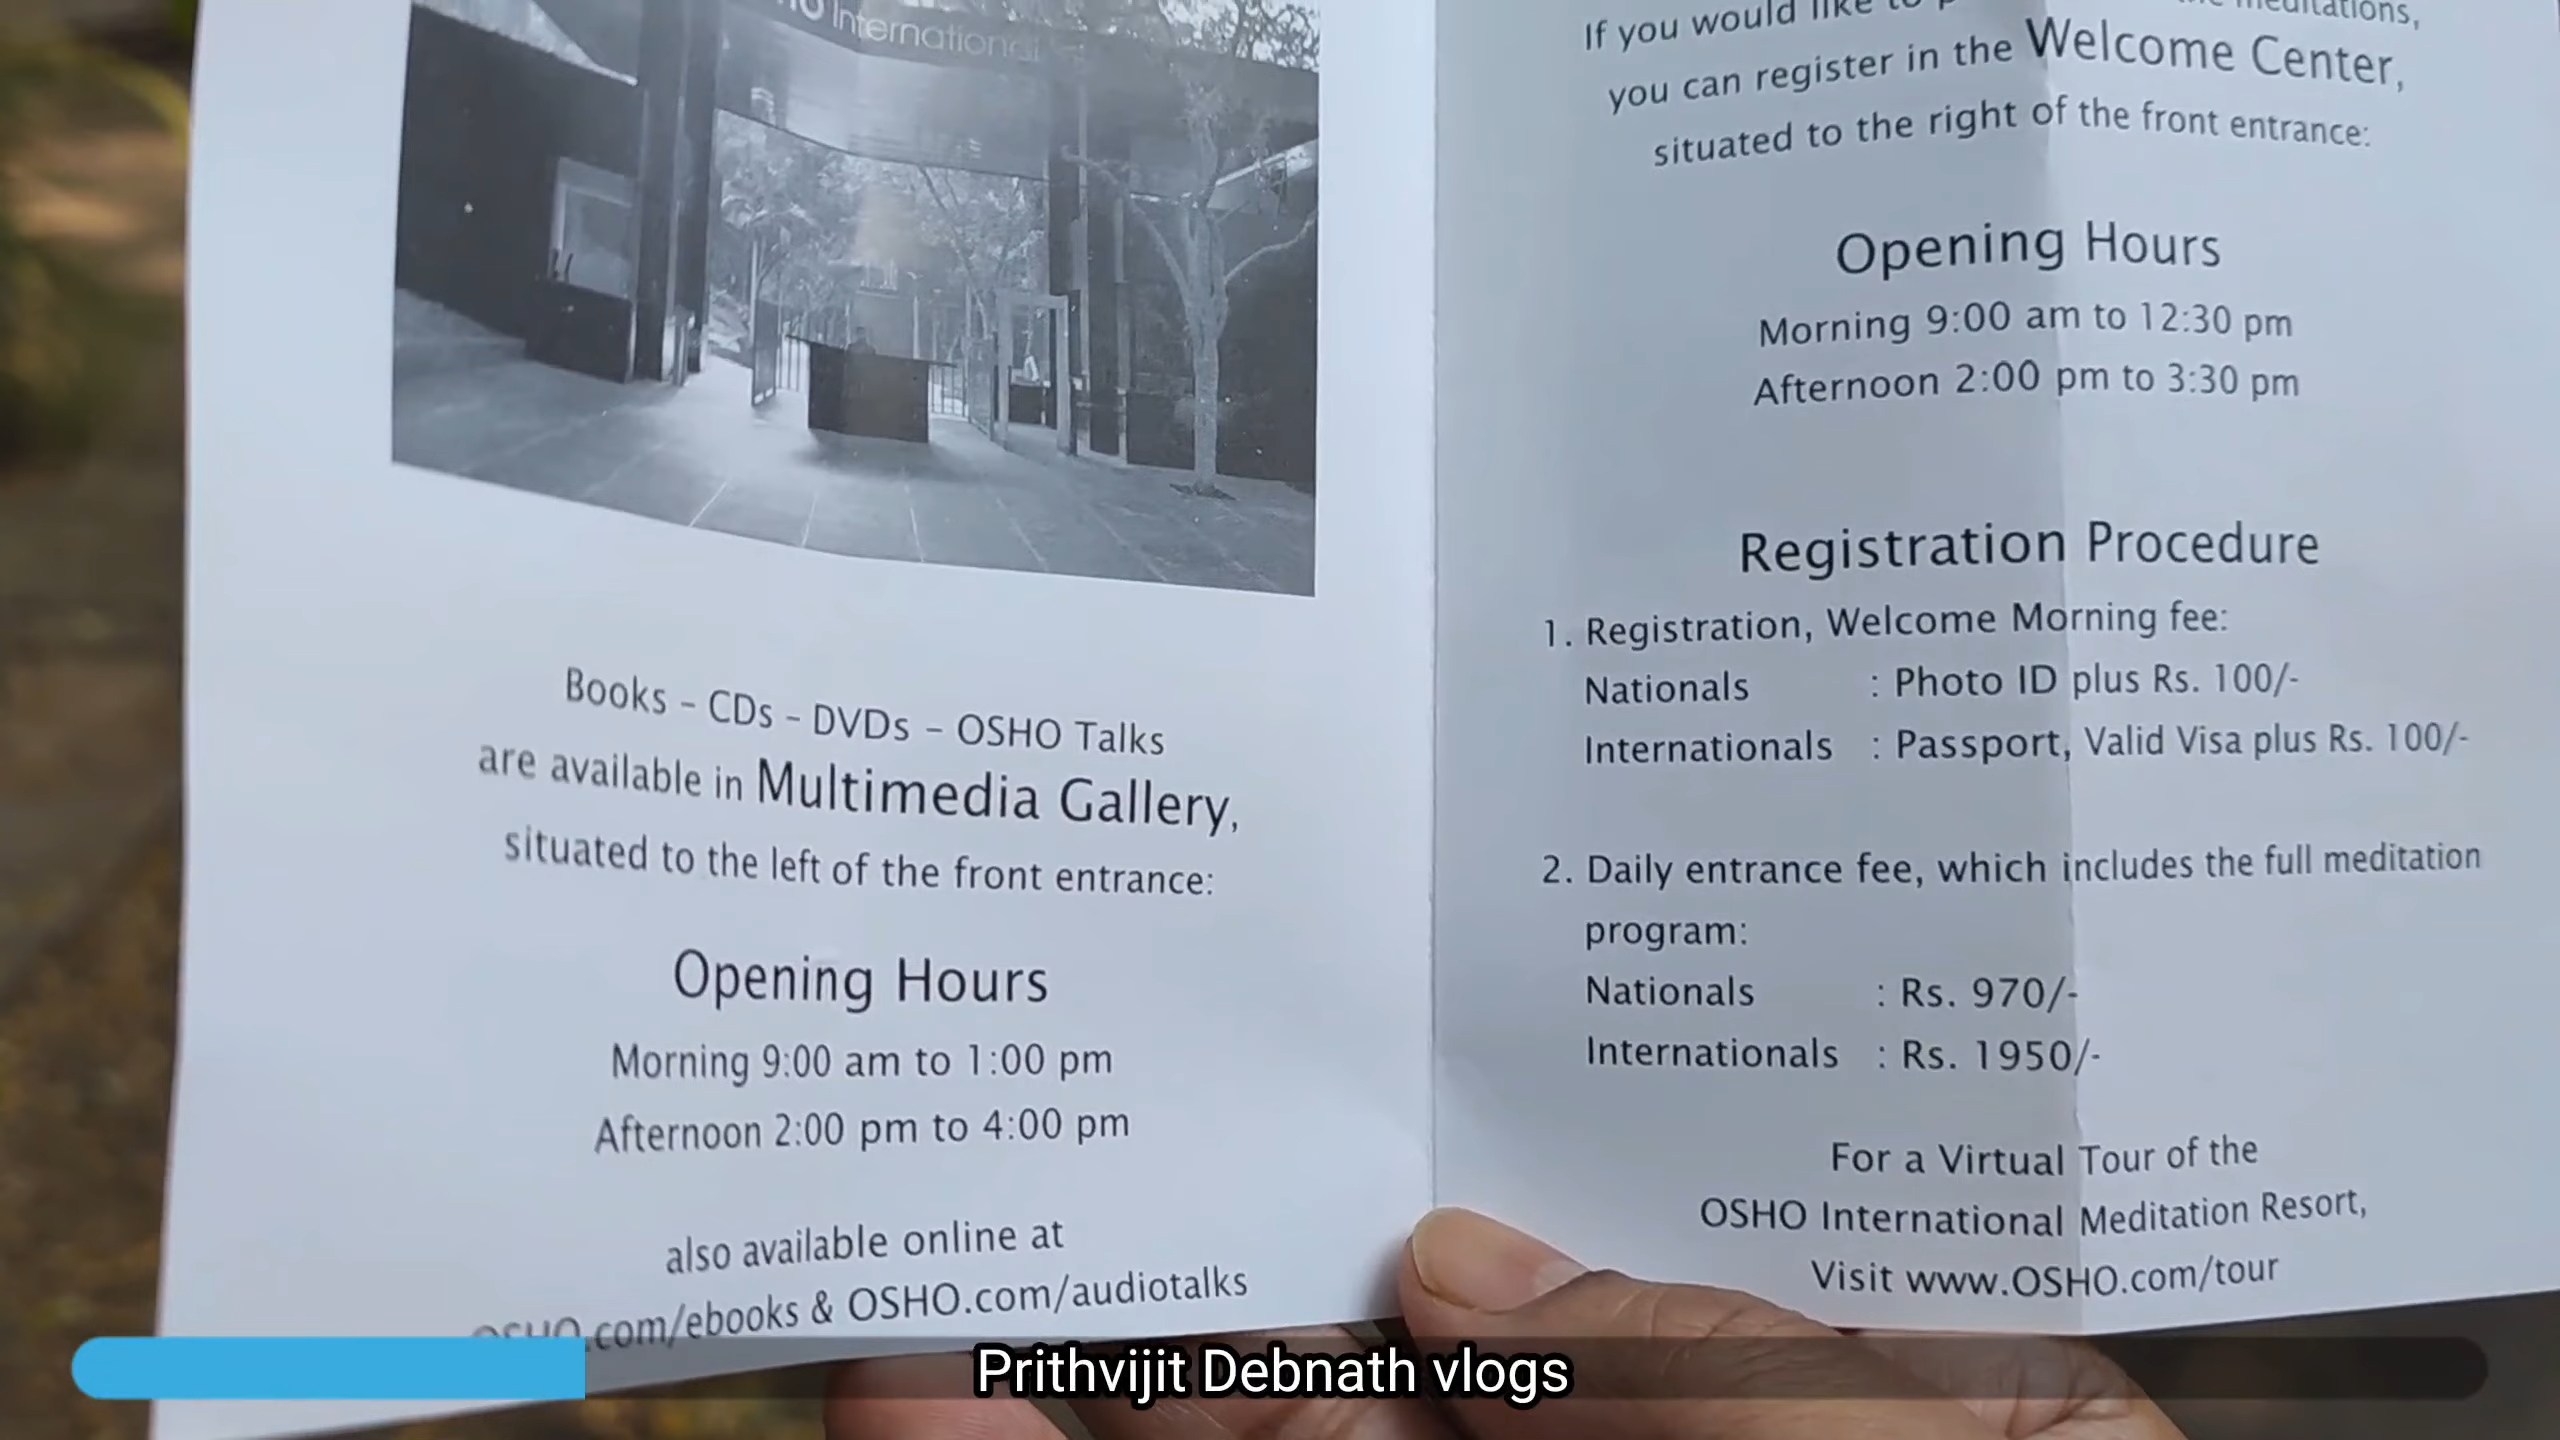 International
Books – CDs – DVDs – OSHO Talks
are available in Multimedia Gallery,
situated to the left of the front entrance:
Opening Hours
Morning 9:00 am to 1:00 pm
Afternoon 2:00 pm to 4:00 pm
also available online at
OSHO.com/ebooks & OSHO.com/audiotalks
If you would like to meditations,
you can register in the Welcome Center,
situated to the right of the front entrance:
Opening Hours
Morning 9:00 am to 12:30 pm
Afternoon 2:00 pm to 3:30 pm
Registration Procedure
1. Registration, Welcome Morning fee:
Nationals : Photo ID plus Rs. 100/-
Internationals : Passport, Valid Visa plus Rs. 100/-
2. Daily entrance fee, which includes the full meditation
program:
Nationals : Rs. 970/-
Internationals : Rs. 1950/-
For a Virtual Tour of the
OSHO International Meditation Resort,
Visit www.OSHO.com/tour
Prithvijit Debnath vlogs